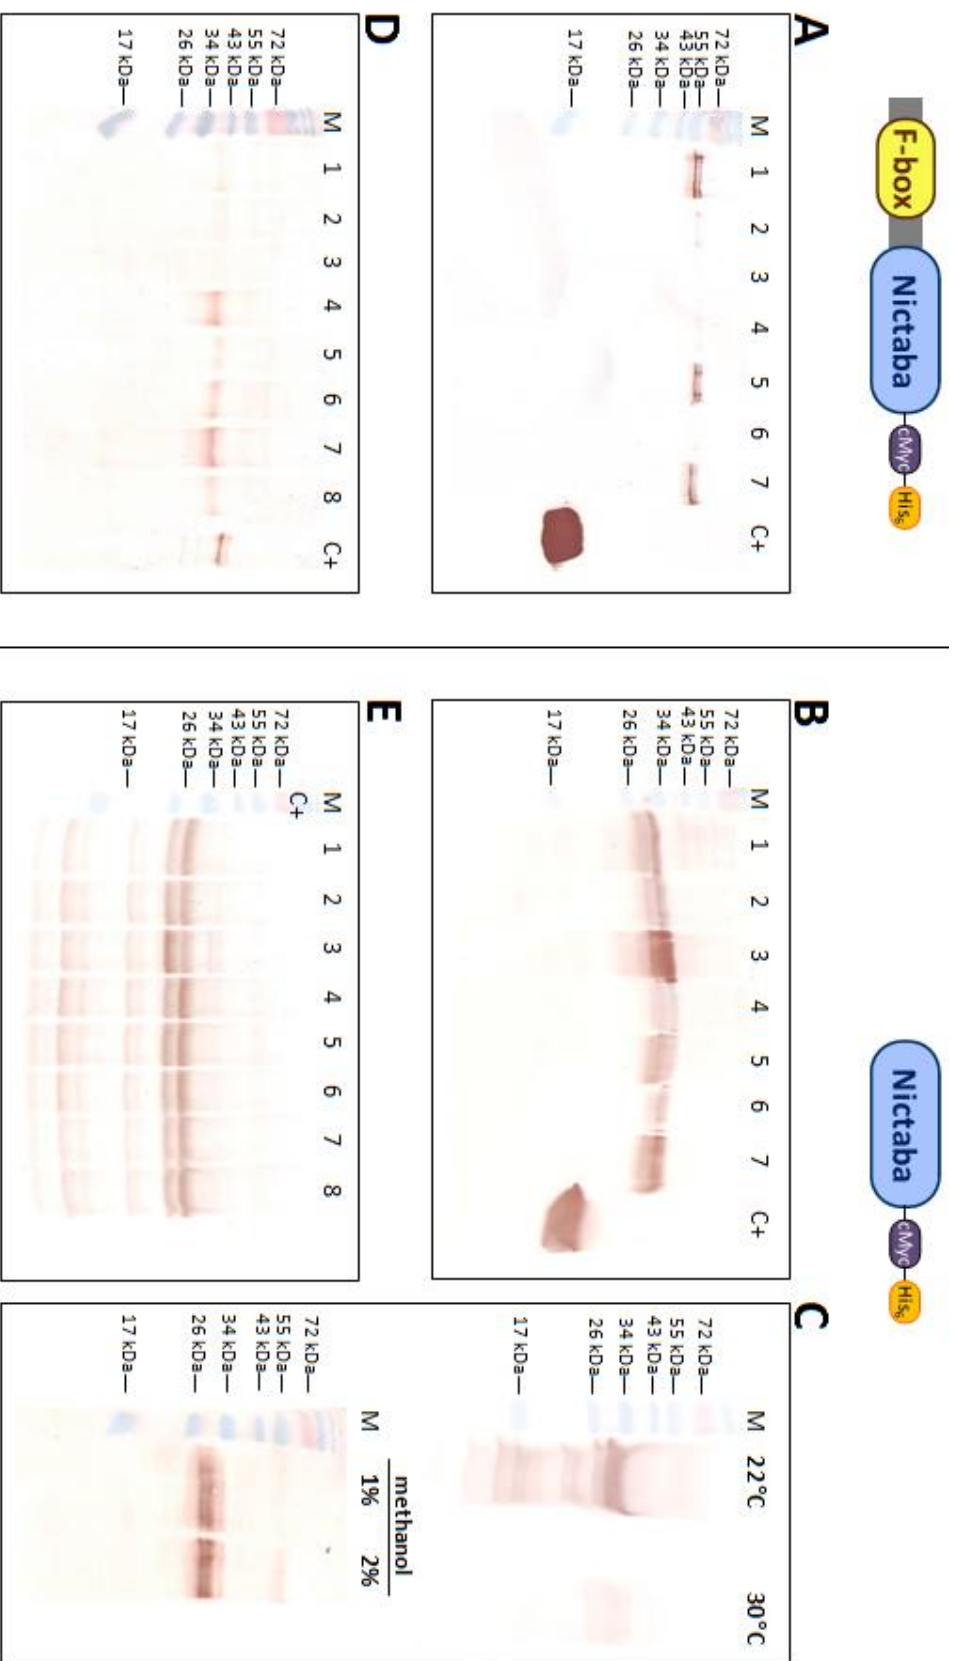 F-box Nictaba cMyc His6
Nictaba cMyc His6
A
M 1 2 3 4 5 6 7 C+
72 kDa—
55 kDa—
43 kDa—
34 kDa—
26 kDa—
17 kDa—
B
M 1 2 3 4 5 6 7 C+
72 kDa—
55 kDa—
43 kDa—
34 kDa—
26 kDa—
17 kDa—
C
M 22°C 30°C
72 kDa—
55 kDa—
43 kDa—
34 kDa—
26 kDa—
17 kDa—
D
M 1 2 3 4 5 6 7 8 C+
72 kDa—
55 kDa—
43 kDa—
34 kDa—
26 kDa—
17 kDa—
E
M 1 2 3 4 5 6 7 8
C+
72 kDa—
55 kDa—
43 kDa—
34 kDa—
26 kDa—
17 kDa—
methanol
M 1% 2%
72 kDa—
55 kDa—
43 kDa—
34 kDa—
26 kDa—
17 kDa—